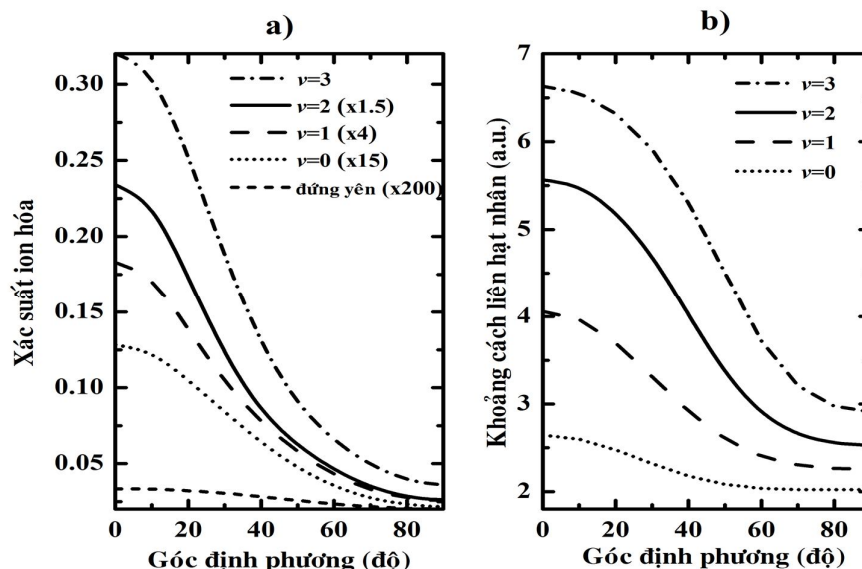 a)
Xác suất ion hóa
0.30
0.25
0.20
0.15
0.10
0.05
v=3
v=2 (x1.5)
v=1 (x4)
v=0 (x15)
đứng yên (x200)
0 20 40 60 80
Góc định phương (độ)
b)
Khoảng cách liên hạt nhân (a.u.)
7
6
5
4
3
2
v=3
v=2
v=1
v=0
0 20 40 60 80
Góc định phương (độ)